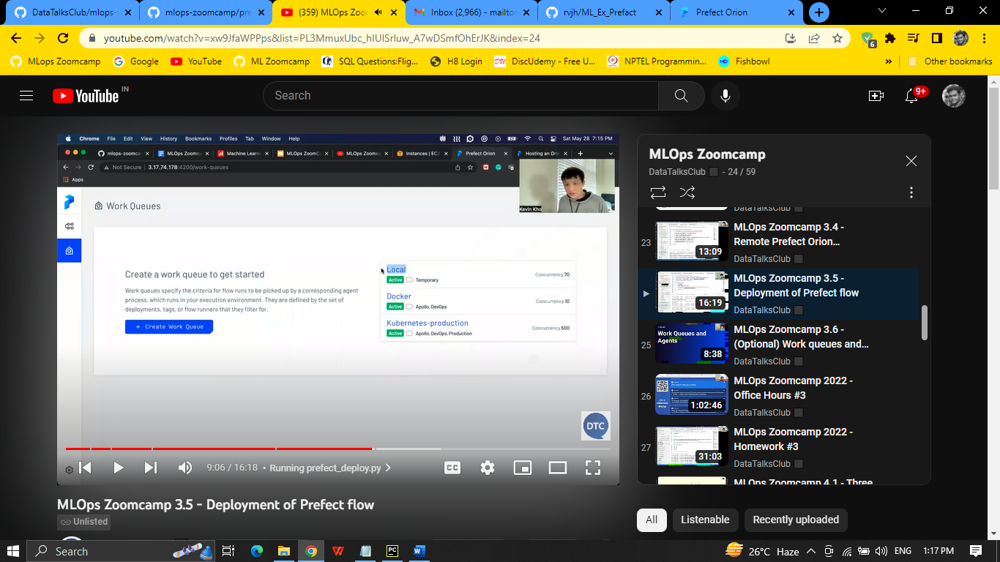 DataTalksClub/mlops-
mlops-zoomcamp/pre
(359) MLOps Zoo
Inbox (2,966) - mailto
rvjh/ML_Ex_Prefact
Prefect Orion
youtube.com/watch?v=xw9JfaWPPps&list=PL3MmuxUbc_hIUISrluw_A7wDSmfOhErJK&index=24
6
MLops Zoomcamp
Google
YouTube
ML Zoomcamp
SQL Questions:Flig...
H8 Login
DiscUdemy - Free U...
NPTEL Programmin...
Fishbowl
»
Other bookmarks
YouTube IN
Search
9+
Chrome File Edit View History Bookmarks Profiles Tab Window Help
Sat May 28 7:15 PM
mlops-zoomca
MLOps Zoomc
Machine Learni
MLOps ZoomC
MLOps Zoomc
Instances | EC2
Prefect Orion
Hosting an Ori
Not Secure | 3.17.74.178:4200/work-queues
Apps
Kevin Kho
Work Queues
Create a work queue to get started
Work queues specify the criteria for flow runs to be picked up by a corresponding agent
process, which runs in your execution environment. They are defined by the set of
deployments, tags, or flow runners that they filter for.
+ Create Work Queue
Local
Active Temporary
Concurrency 70
Docker
Active Apollo, DevOps
Concurrency 10
Kubernetes-production
Active Apollo, DevOps, Production
Concurrency 500
DTC
9:06 / 16:18 • Running prefect_deploy.py
CC
MLOps Zoomcamp 3.5 - Deployment of Prefect flow
Unlisted
MLOps Zoomcamp
DataTalksClub - 24 / 59
DataTalksClub
23
13:09
MLOps Zoomcamp 3.4 -
Remote Prefect Orion...
DataTalksClub
16:19
MLOps Zoomcamp 3.5 -
Deployment of Prefect flow
DataTalksClub
25
Work Queues and
Agents
8:38
MLOps Zoomcamp 3.6 -
(Optional) Work queues and...
DataTalksClub
26
1:02:46
MLOps Zoomcamp 2022 -
Office Hours #3
DataTalksClub
27
31:03
MLOps Zoomcamp 2022 -
Homework #3
DataTalksClub
MLOps Zoomcamp 4.1 - Three
All
Listenable
Recently uploaded
Search
PC
W
26°C Haze
ENG
1:17 PM